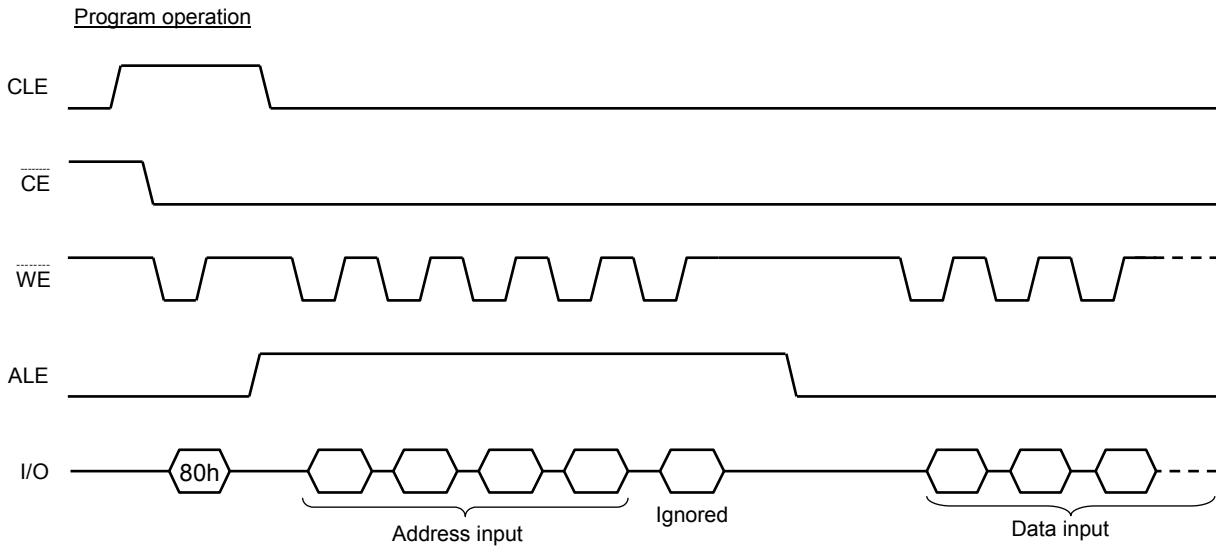 Program operation
CLE
CE
WE
ALE
I/O
80h
Address input
Ignored
Data input